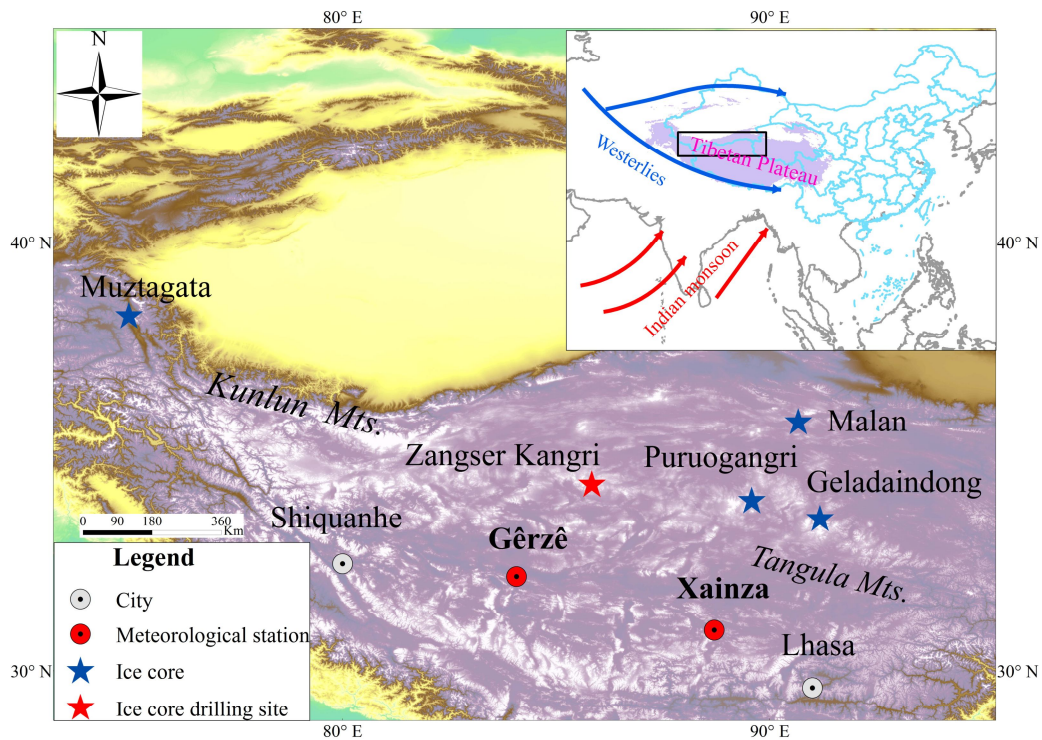 80° E
90° E
N
Westerlies
Tibetan Plateau
Indian monsoon
40° N
40° N
Muztagata
Kunlun Mts.
Malan
Zangser Kangri
Puruogangri
Geladaindong
0 90 180 360
Km
Shiquanhe
Gêrzê
Tangula Mts.
Xainza
Lhasa
Legend
City
Meteorological station
Ice core
Ice core drilling site
30° N
30° N
80° E
90° E